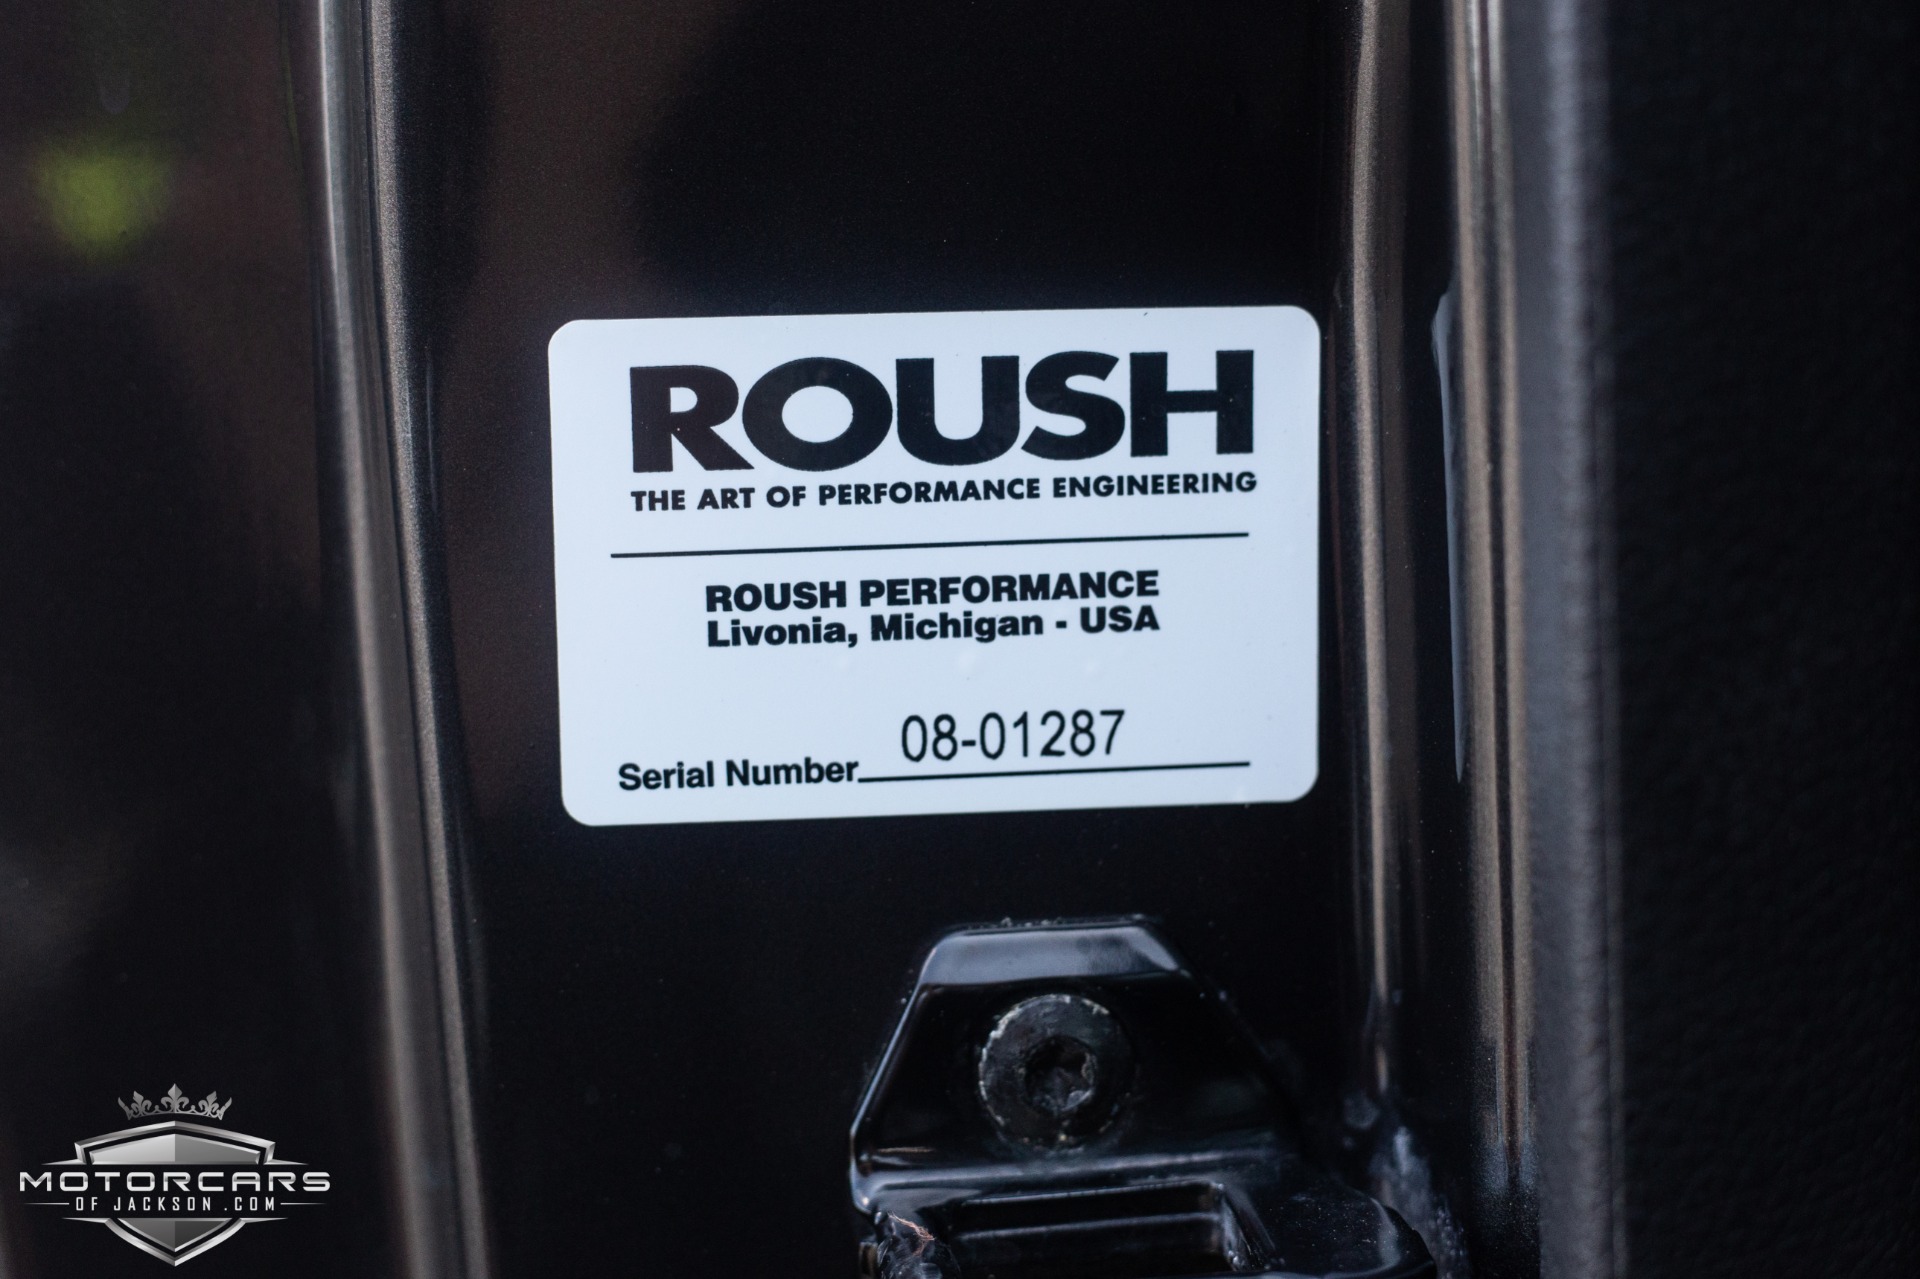 ROUSH
THE ART OF PERFORMANCE ENGINEERING
ROUSH PERFORMANCE
Livonia, Michigan - USA
Serial Number 08-01287
MOTORCARS
OF JACKSON.COM